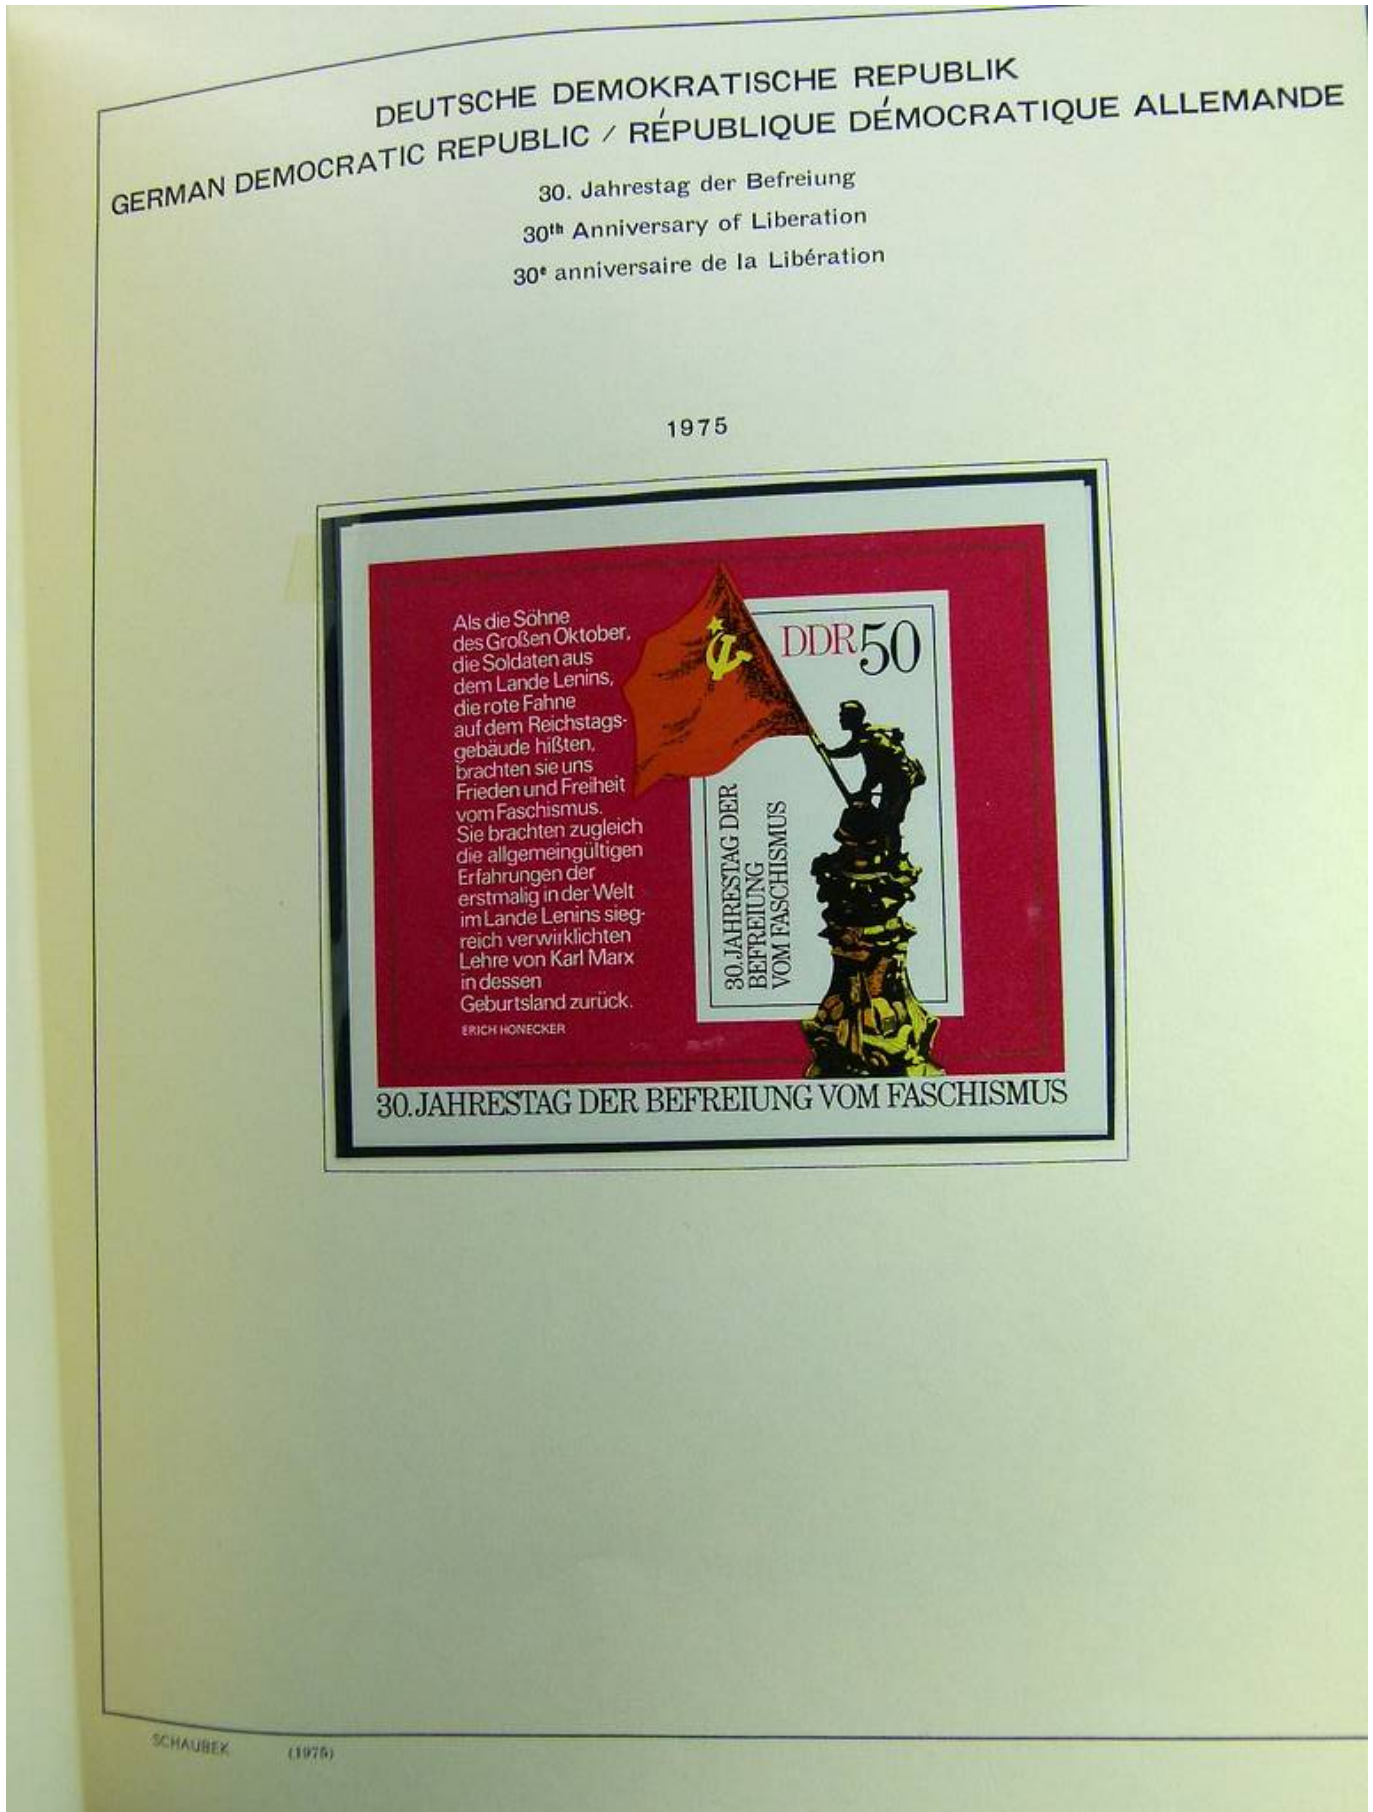 DEUTSCHE DEMOKRATISCHE REPUBLIK
GERMAN DEMOCRATIC REPUBLIC / RÉPUBLIQUE DÉMOCRATIQUE ALLEMANDE
30. Jahrestag der Befreiung
30th Anniversary of Liberation
30e anniversaire de la Libération
1975
Als die Söhne
des Großen Oktober,
die Soldaten aus
dem Lande Lenins,
die rote Fahne
auf dem Reichstags-
gebäude hißten,
brachten sie uns
Frieden und Freiheit
vom Faschismus.
Sie brachten zugleich
die allgemeingültigen
Erfahrungen der
erstmalig in der Welt
im Lande Lenins sieg-
reich verwirklichten
Lehre von Karl Marx
in dessen
Geburtsland zurück.
ERICH HONECKER
DDR 50
30. JAHRESTAG DER
BEFREIUNG
VOM FASCHISMUS
30. JAHRESTAG DER BEFREIUNG VOM FASCHISMUS
SCHAUBEK (1975)